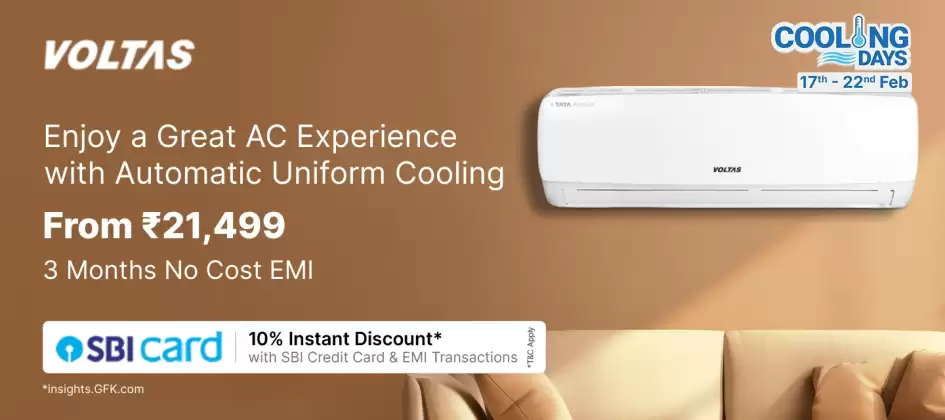 VOLTAS
COOLING
DAYS
17th - 22nd Feb
Enjoy a Great AC Experience
with Automatic Uniform Cooling
From ₹21,499
3 Months No Cost EMI
TATA
VOLTAS
SBI card
10% Instant Discount*
with SBI Credit Card & EMI Transactions
*T&C Apply
*insights.GFK.com